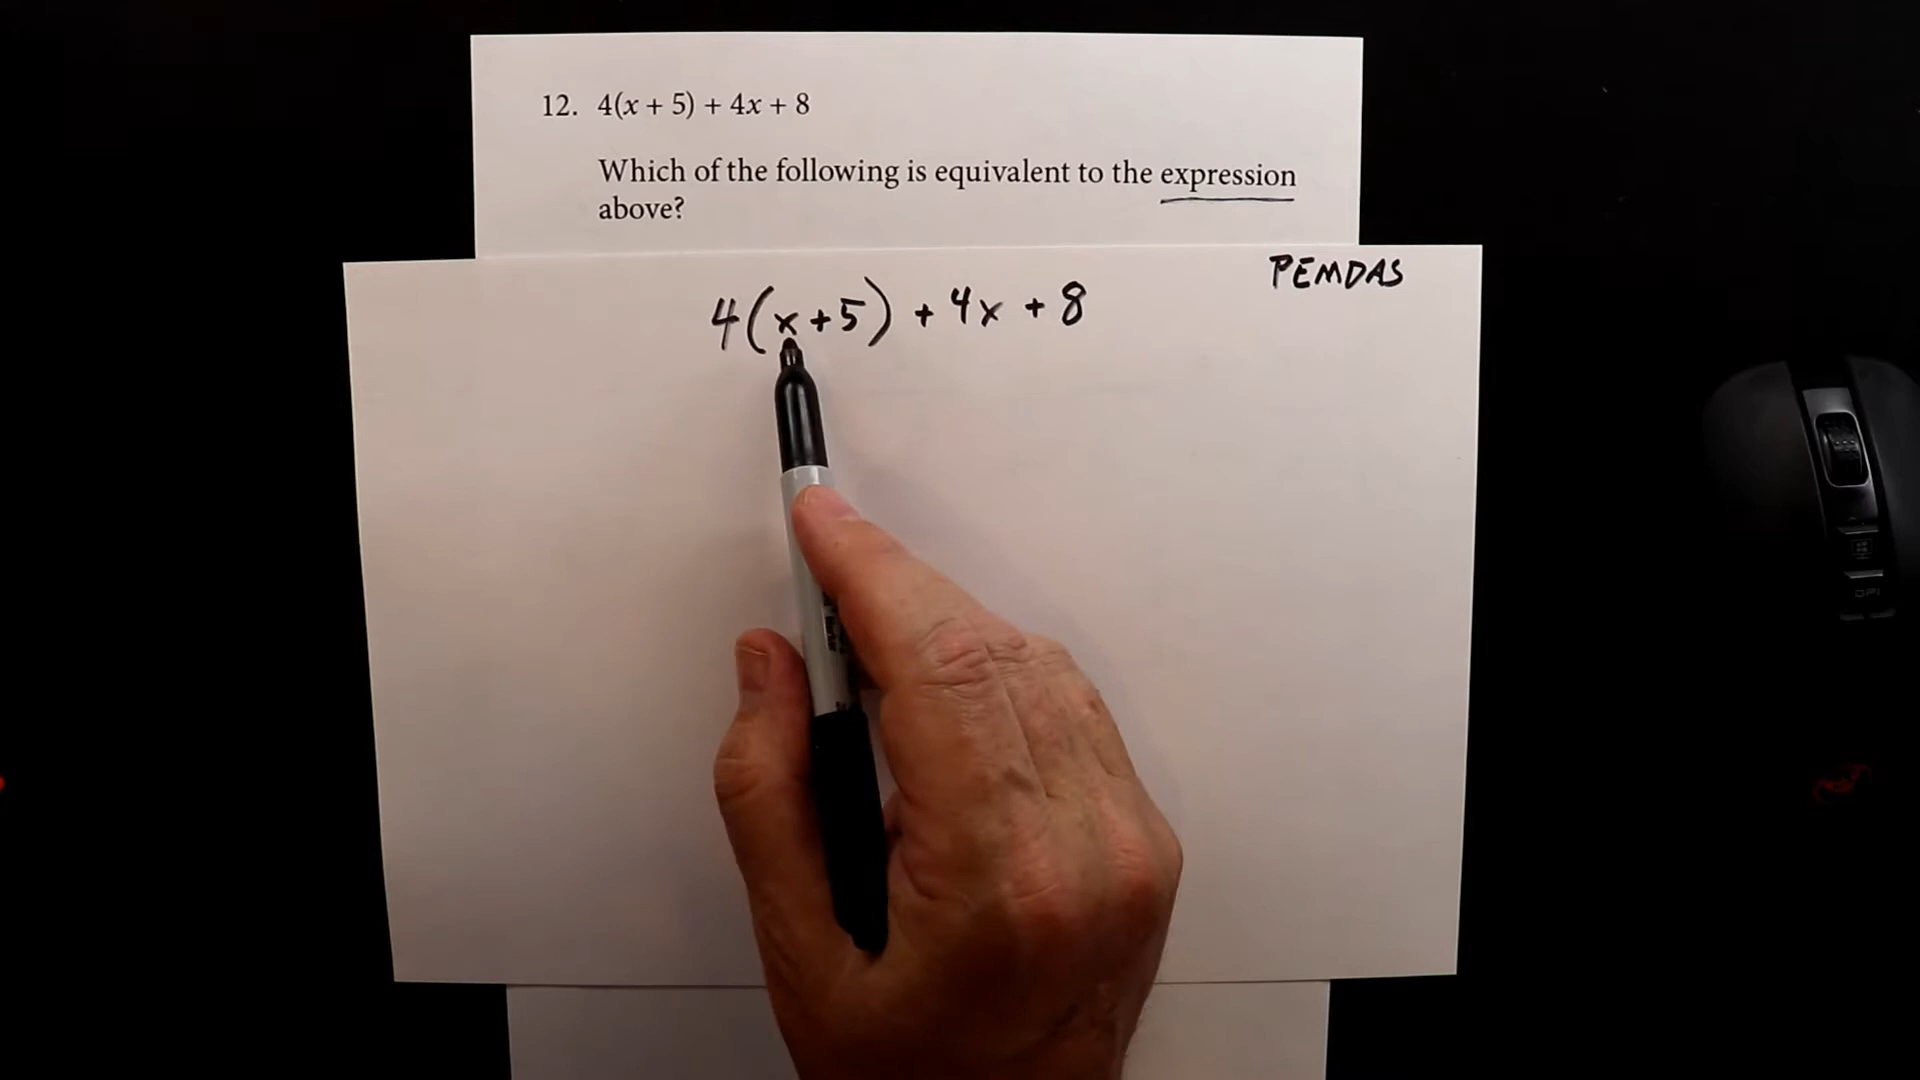 12. 4(x + 5) + 4x + 8
Which of the following is equivalent to the expression
above?
PEMDAS
4(x+5) + 4x + 8
DPI